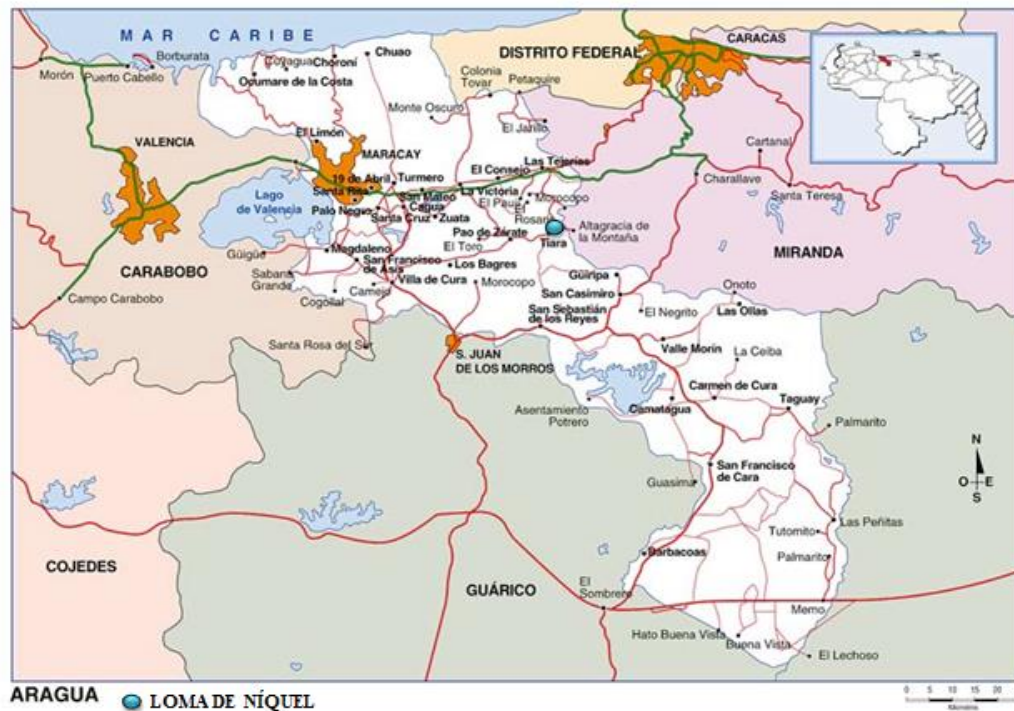 MAR CARIBE
Morón
Borburata
Puerto Cabello
Choroní
Chuao
Ocumare de la Costa
DISTRITO FEDERAL
CARACAS
Colonia
Tovar
Petaquire
Monte Oscuro
El Jarillo
VALENCIA
El Limón
MARACAY
19 de Abril
Turmero
El Consejo
Las Tejerías
Cartanal
Charallave
Santa Teresa
Santa Rita
San Mateo
La Victoria
Lago
de Valencia
Palo Negro
Cagua
Santa Cruz
Zuata
El
Rosario
Morocopo
Pao de Zárate
Tiara
Altagracia de
la Montaña
MIRANDA
Magdaleno
El Toro
Güigüe
San Francisco
de Asís
Los Bagres
CARABOBO
Sabana
Grande
Villa de Cura
Morocopo
Güiripa
Campo Carabobo
Cogollal
Camejo
San Casimiro
Onoto
Las Ollas
San Sebastián
de los Reyes
El Negrito
Santa Rosa del Sur
S. JUAN
DE LOS MORROS
Valle Morín
La Ceiba
Carmen de Cura
Asentamiento
Potrero
Camatagua
Taguay
Palmarito
San Francisco
de Cara
Guasima
N
O E
S
Las Peñitas
Tutomito
Barbacoas
Palmarito
COJEDES
GUÁRICO
El
Sombrero
Memo
Hato Buena Vista
Buena Vista
El Lechoso
ARAGUA
LOMA DE NÍQUEL
0 5 10 15 20